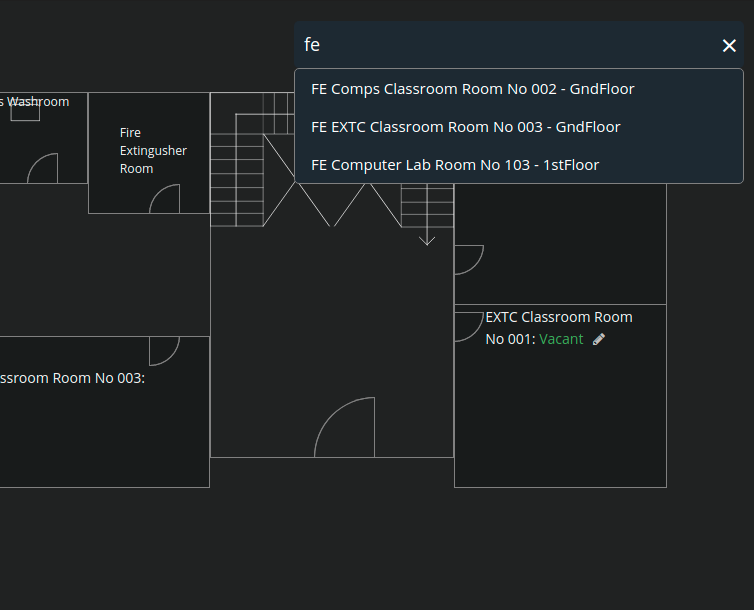 fe
FE Comps Classroom Room No 002 - GndFloor
FE EXTC Classroom Room No 003 - GndFloor
FE Computer Lab Room No 103 - 1stFloor
s Washroom
Fire
Extingusher
Room
EXTC Classroom Room
No 001: Vacant
ssroom Room No 003: